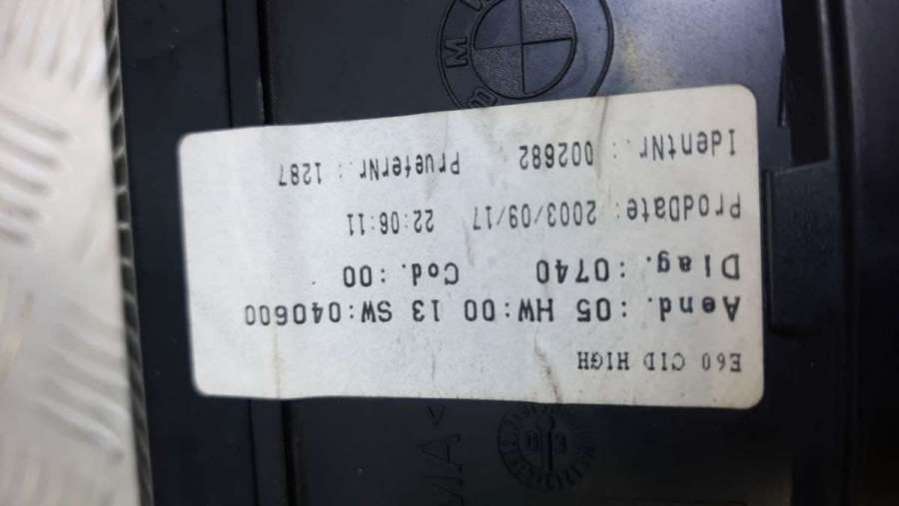 E60 CID HIGH
Aend.:05 HW:00 13 SW:040600
Diag.:0740 Cod.:00
ProdDate: 2003/09/17 22:06:11
IdentNr.: 002682 PrueferNr.: 1287
BMW